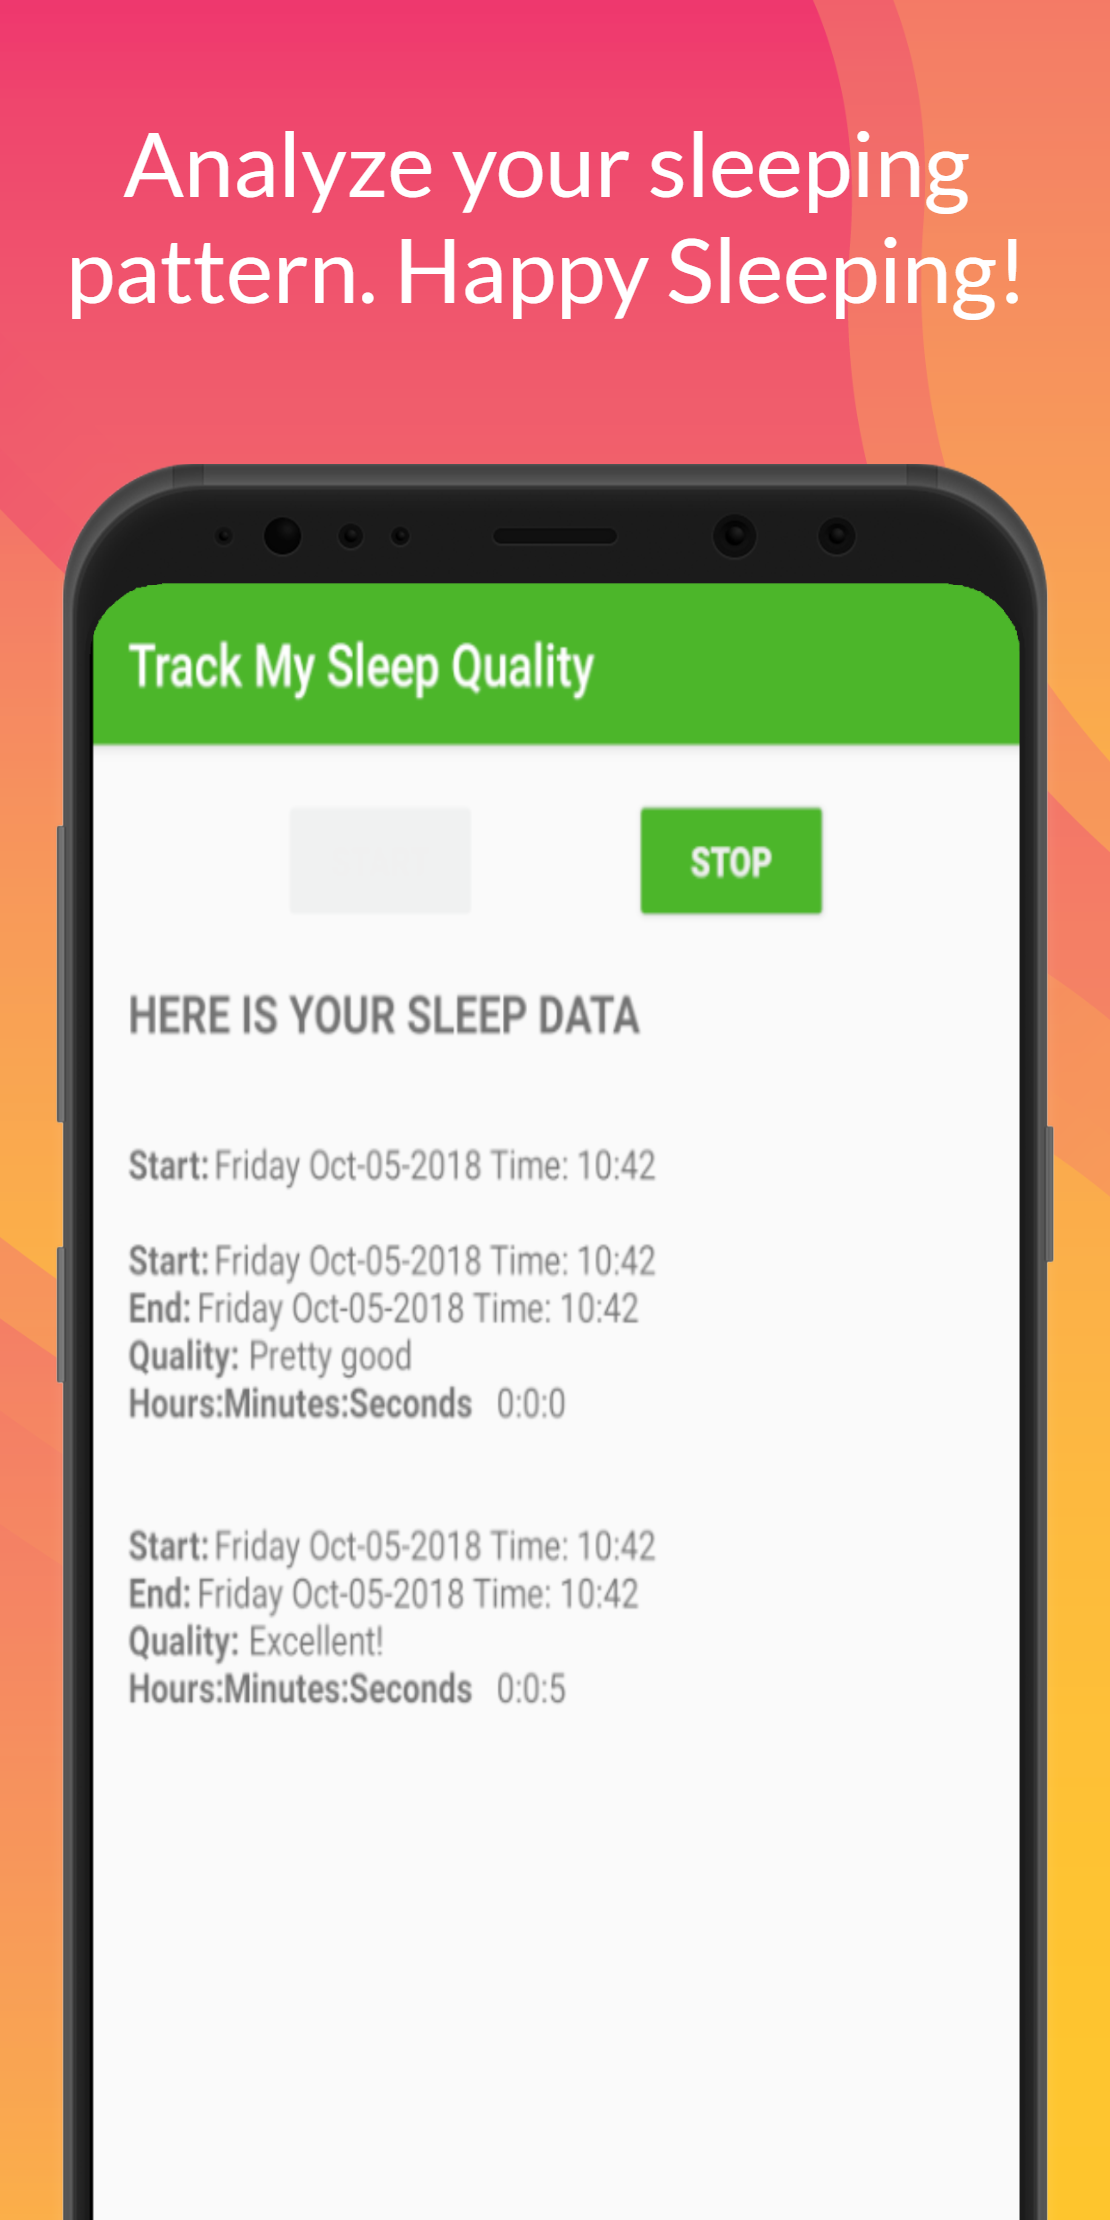 Analyze your sleeping
pattern. Happy Sleeping!
Track My Sleep Quality
STOP
HERE IS YOUR SLEEP DATA
Start: Friday Oct-05-2018 Time: 10:42
Start: Friday Oct-05-2018 Time: 10:42
End: Friday Oct-05-2018 Time: 10:42
Quality: Pretty good
Hours:Minutes:Seconds 0:0:0
Start: Friday Oct-05-2018 Time: 10:42
End: Friday Oct-05-2018 Time: 10:42
Quality: Excellent!
Hours:Minutes:Seconds 0:0:5